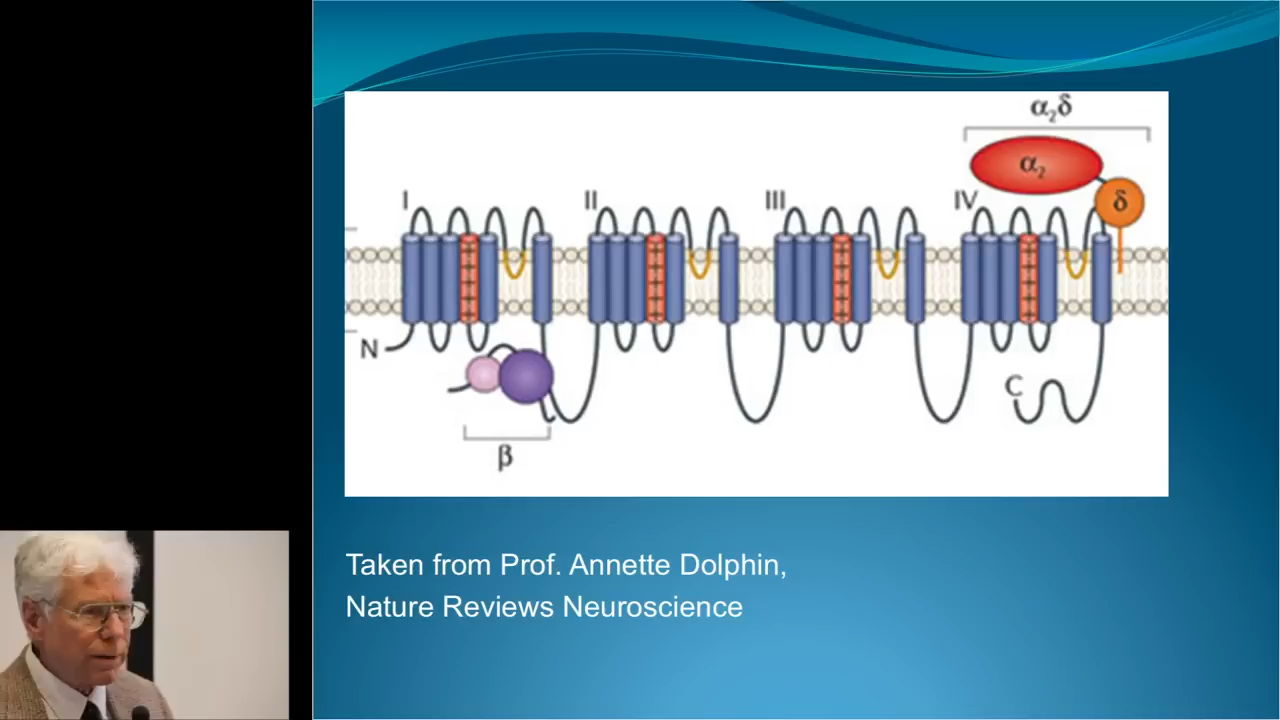 α₂δ
α₂
δ
I
II
III
IV
N
C
β
Taken from Prof. Annette Dolphin,
Nature Reviews Neuroscience